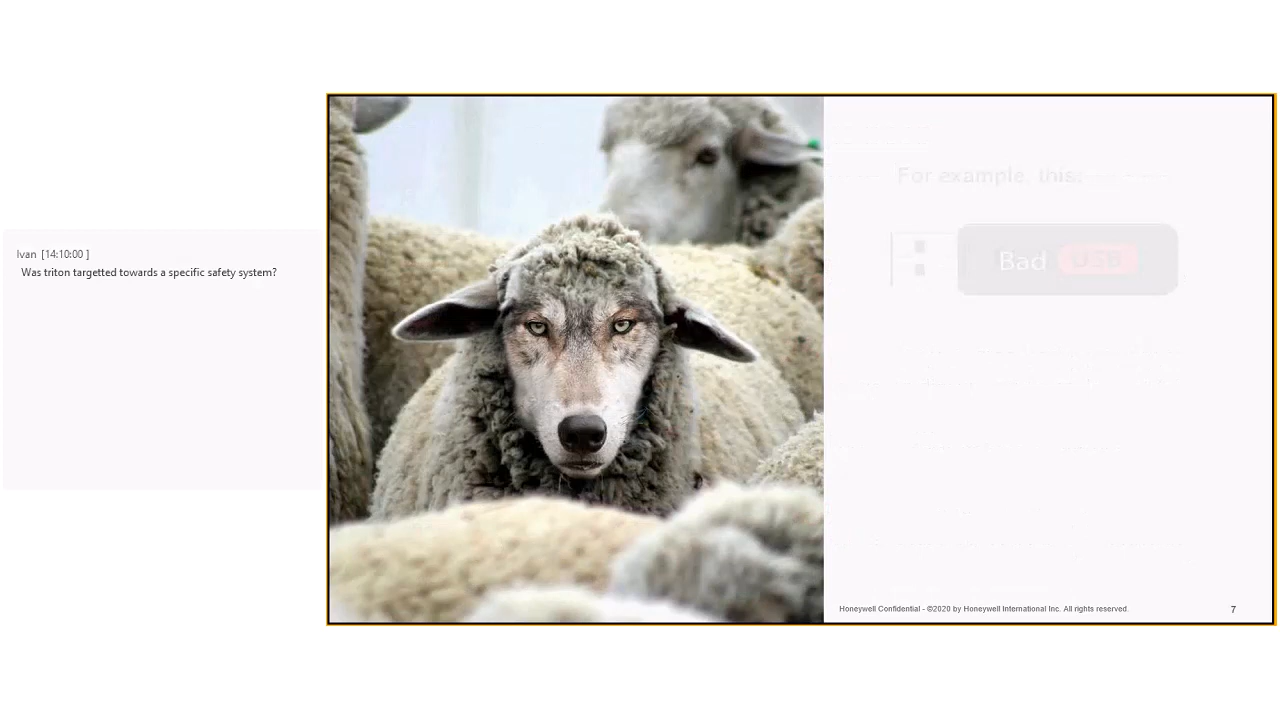 Ivan [14:10:00 ]
Was triton targetted towards a specific safety system?
For example, this:
Bad USB
Honeywell Confidential - ©2020 by Honeywell International Inc. All rights reserved.
7